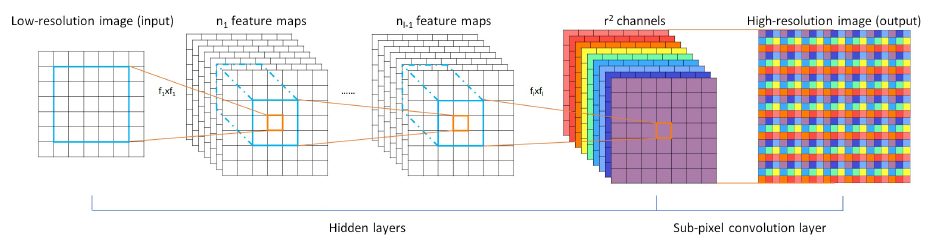 Low-resolution image (input)
n1 feature maps
nl-1 feature maps
r² channels
High-resolution image (output)
f1xf1
......
flxfl
Hidden layers
Sub-pixel convolution layer